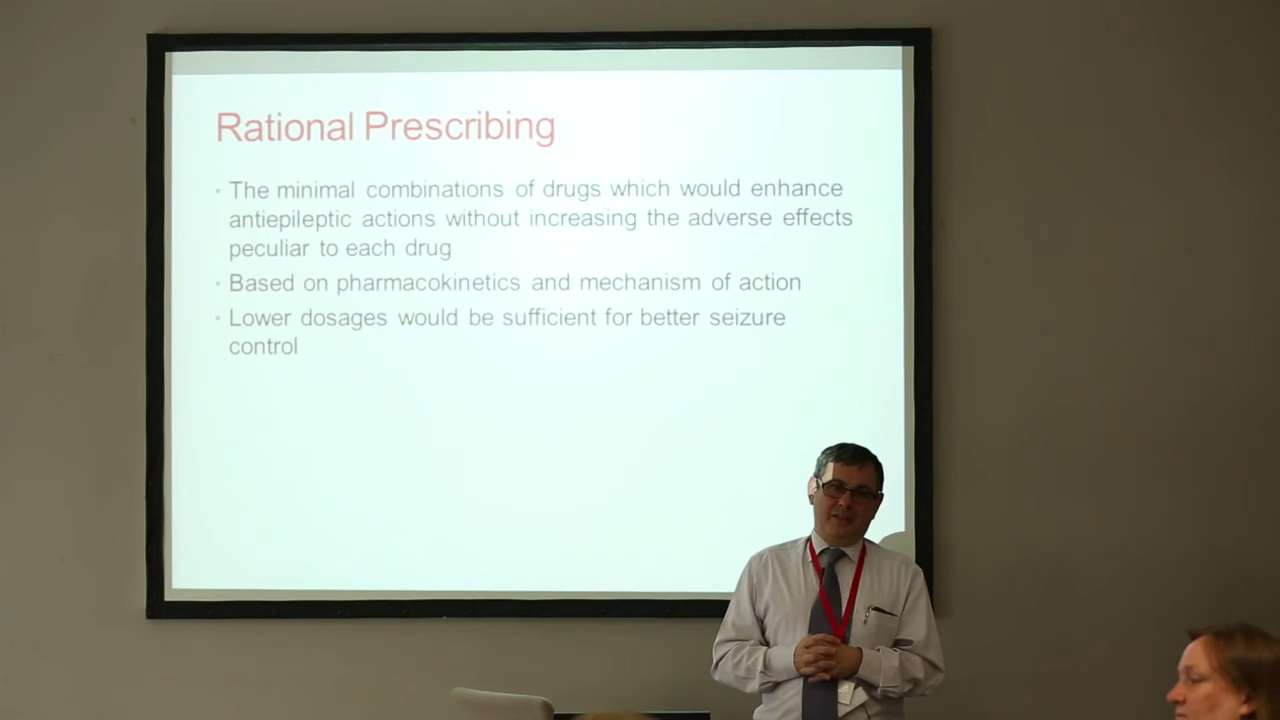 Rational Prescribing
• The minimal combinations of drugs which would enhance
antiepileptic actions without increasing the adverse effects
peculiar to each drug
• Based on pharmacokinetics and mechanism of action
• Lower dosages would be sufficient for better seizure
control